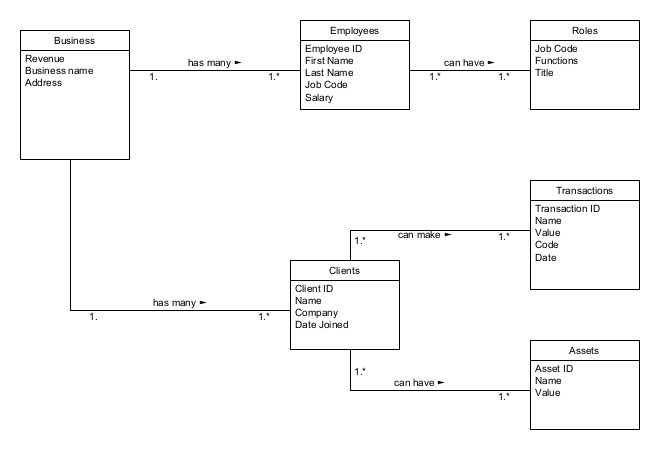 Business
Revenue
Business name
Address
has many ►
1.
1.*
Employees
Employee ID
First Name
Last Name
Job Code
Salary
can have ►
1.*
1.*
Roles
Job Code
Functions
Title
has many ►
1.
1.*
Clients
Client ID
Name
Company
Date Joined
can make ►
1.*
1.*
Transactions
Transaction ID
Name
Value
Code
Date
can have ►
1.*
1.*
Assets
Asset ID
Name
Value